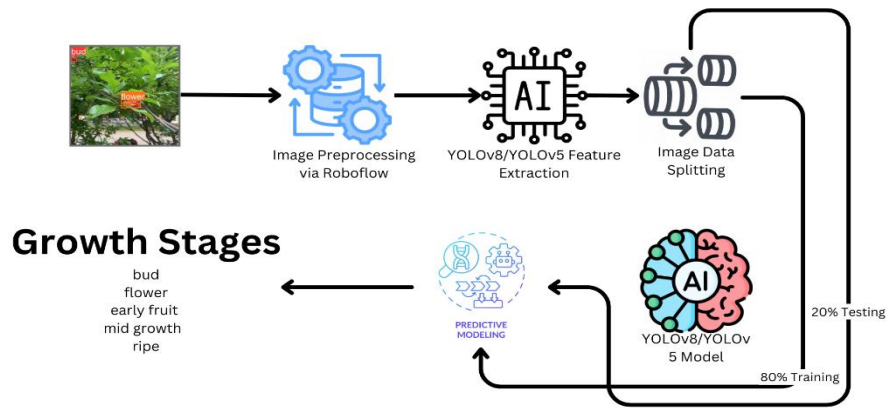 bud
flower
Image Preprocessing
via Roboflow
AI
YOLOv8/YOLOv5 Feature
Extraction
Image Data
Splitting
Growth Stages
bud
flower
early fruit
mid growth
ripe
PREDICTIVE
MODELING
AI
YOLOv8/YOLOv
5 Model
20% Testing
80% Training